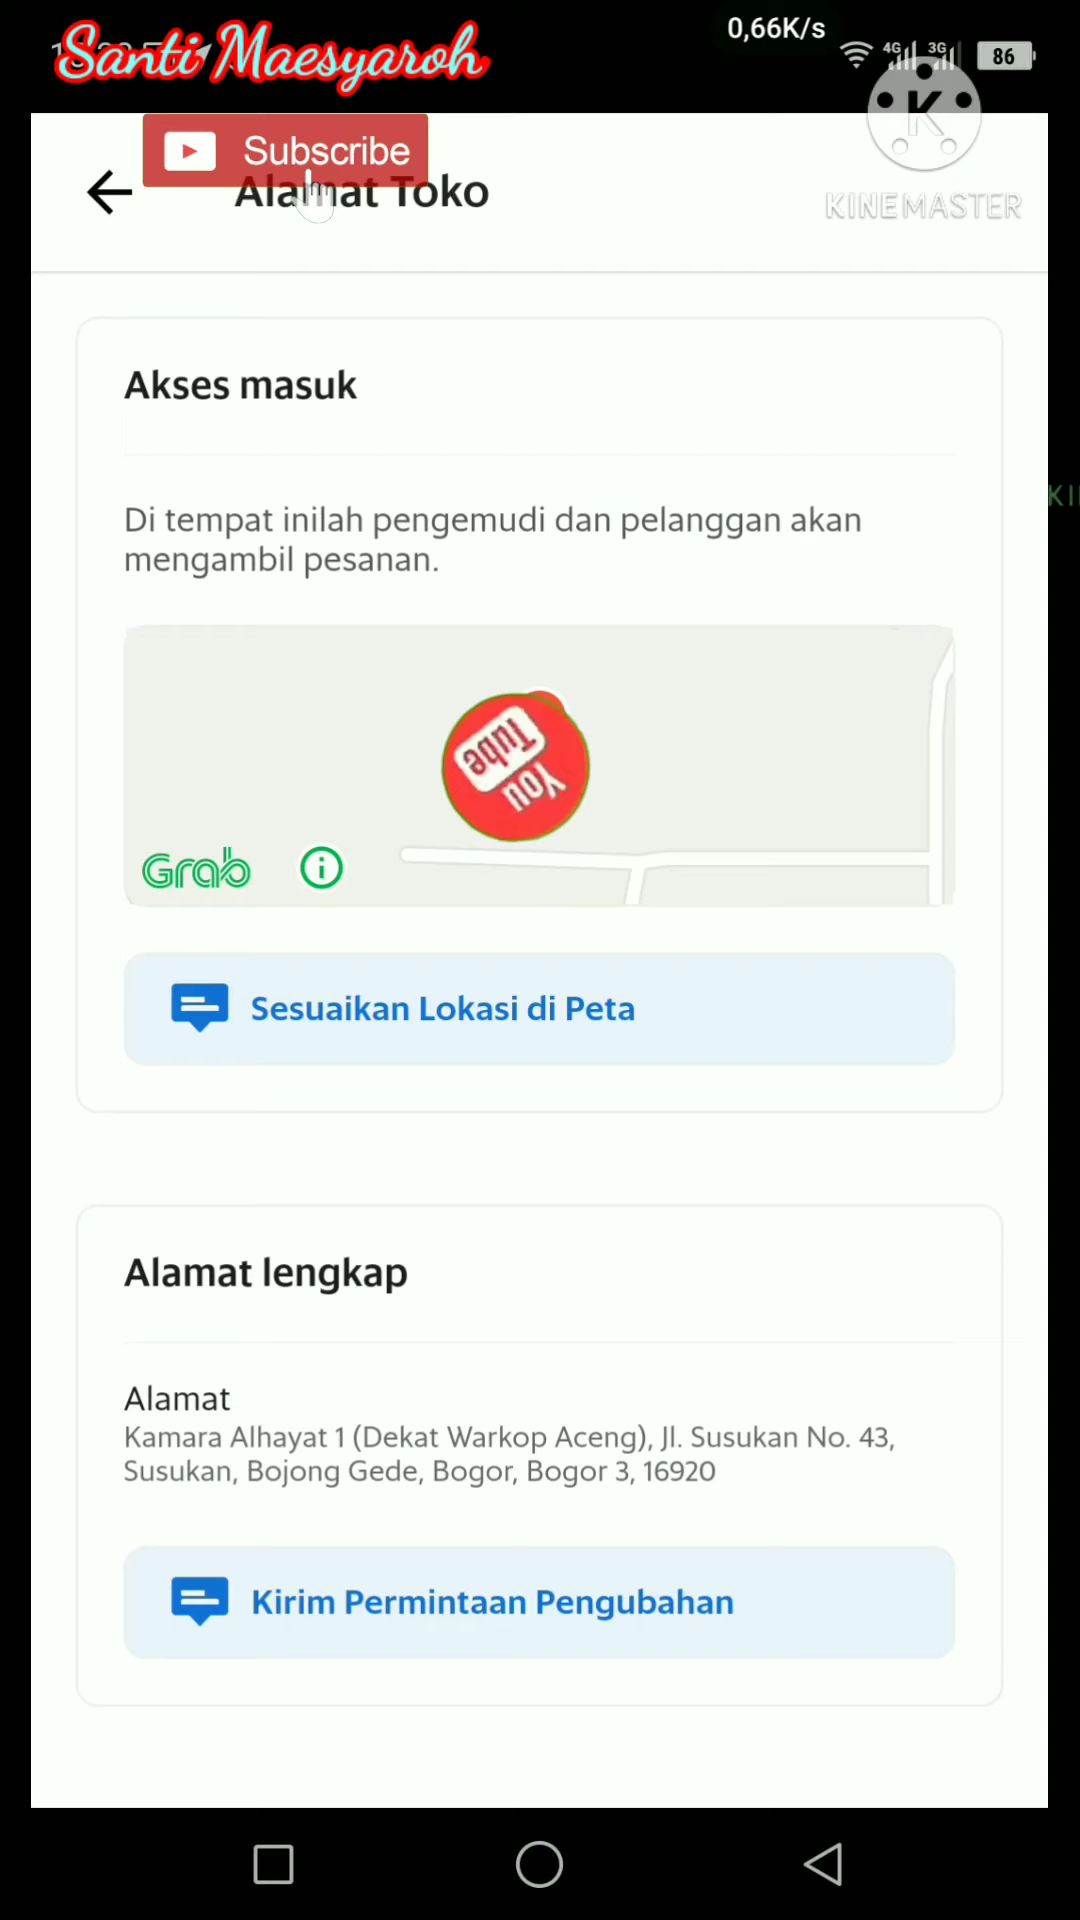 Santi Maesyaroh
0,66K/s
4G
3G
86
K
KINEMASTER
Subscribe
Alamat Toko
Akses masuk
Di tempat inilah pengemudi dan pelanggan akan
mengambil pesanan.
You
Tube
Grab
Sesuaikan Lokasi di Peta
Alamat lengkap
Alamat
Kamara Alhayat 1 (Dekat Warkop Aceng), Jl. Susukan No. 43,
Susukan, Bojong Gede, Bogor, Bogor 3, 16920
Kirim Permintaan Pengubahan